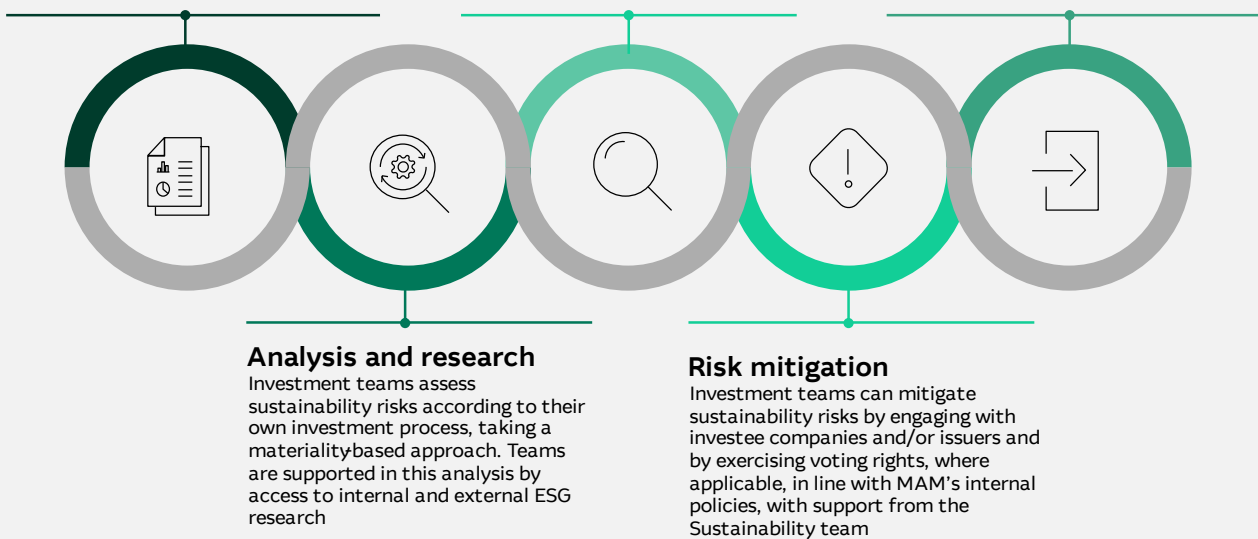 Analysis and research
Investment teams assess
sustainability risks according to their
own investment process, taking a
materiality-based approach. Teams
are supported in this analysis by
access to internal and external ESG
research
Risk mitigation
Investment teams can mitigate
sustainability risks by engaging with
investee companies and/or issuers and
by exercising voting rights, where
applicable, in line with MAM’s internal
policies, with support from the
Sustainability team